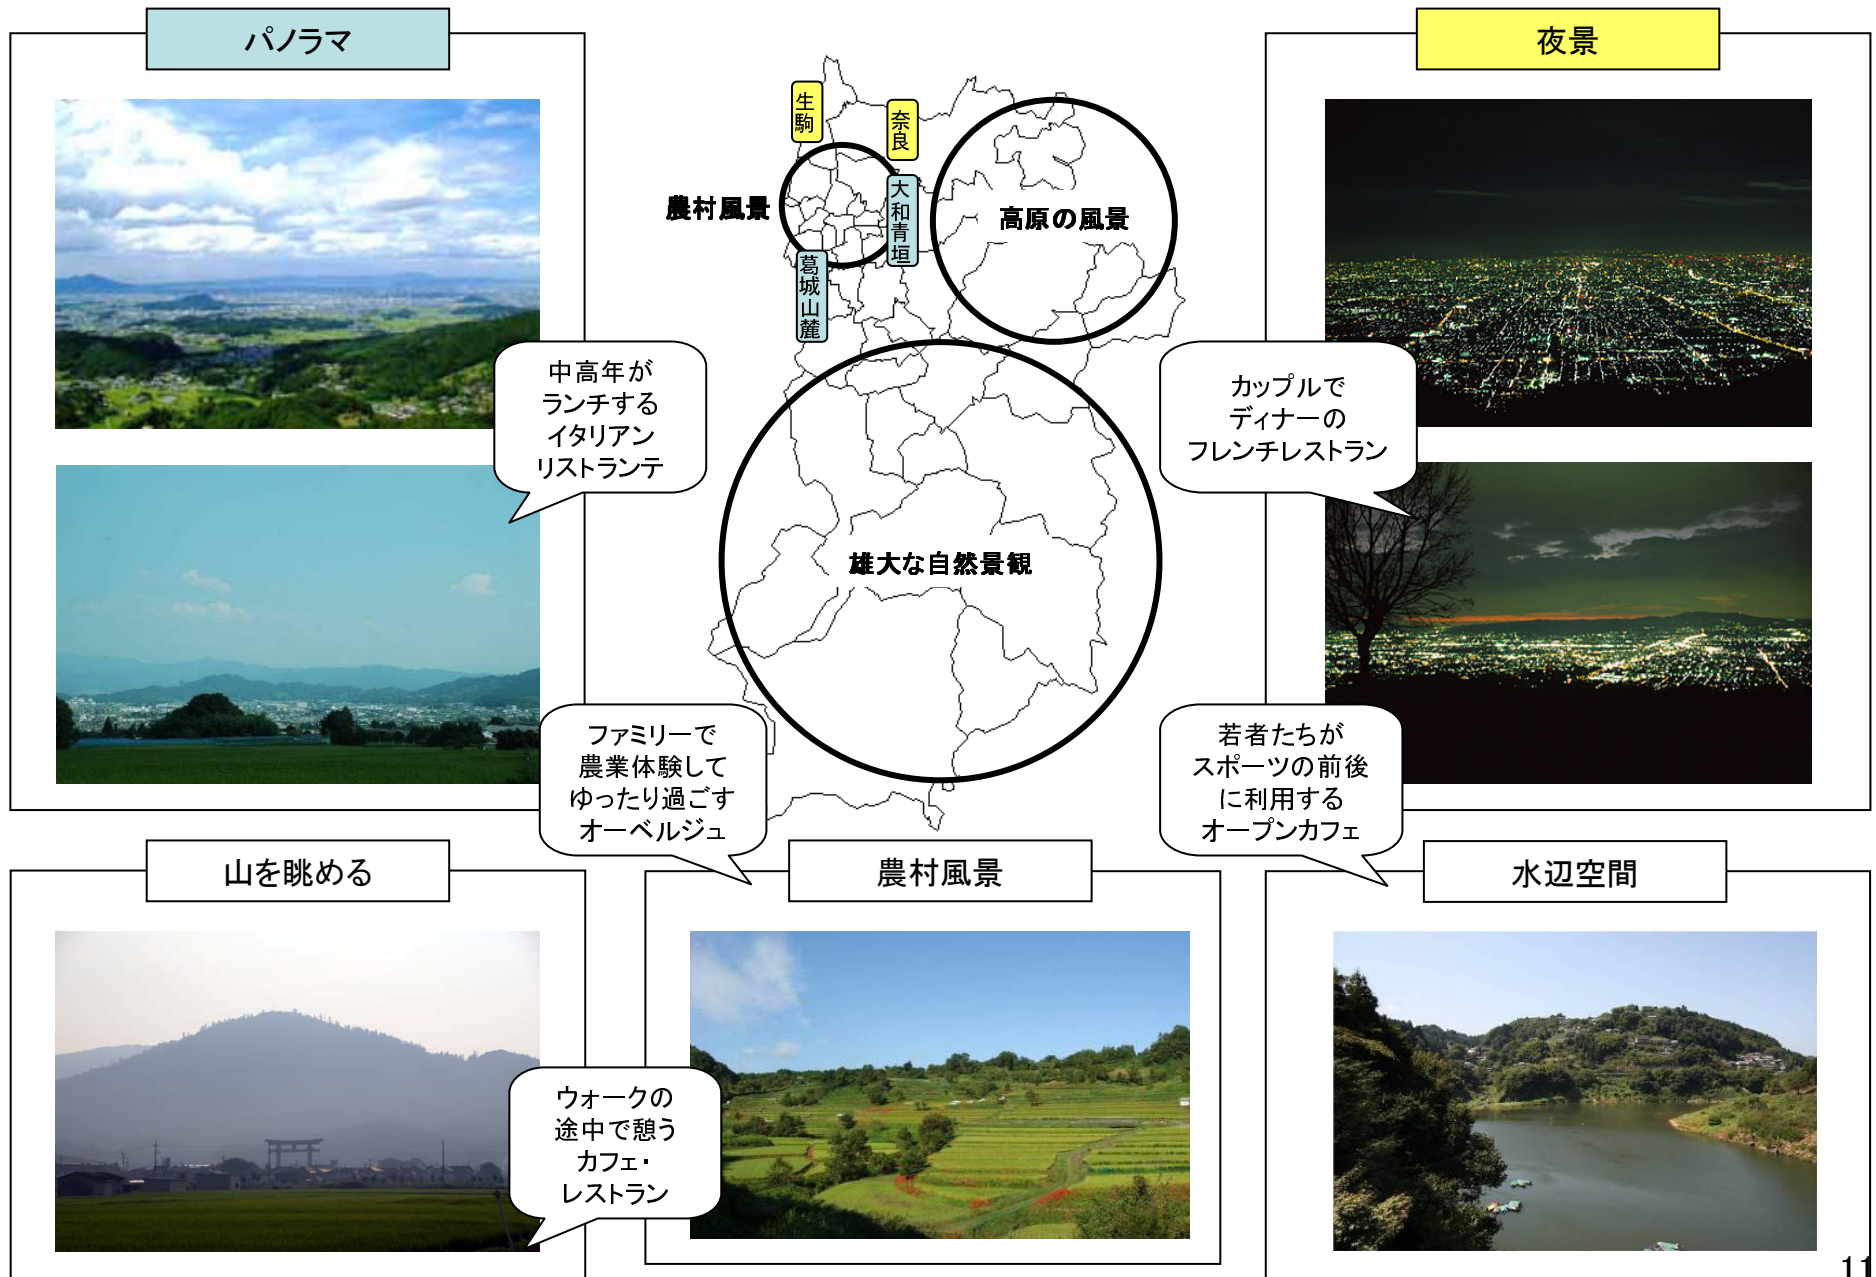 パノラマ
夜景
生駒
奈良
農村風景
大和青垣
高原の風景
葛城山麓
中高年が
ランチする
イタリアン
リストランテ
カップルで
ディナーの
フレンチレストラン
雄大な自然景観
ファミリーで
農業体験して
ゆったり過ごす
オーベルジュ
若者たちが
スポーツの前後
に利用する
オープンカフェ
山を眺める
農村風景
水辺空間
ウォークの
途中で憩う
カフェ・
レストラン
11